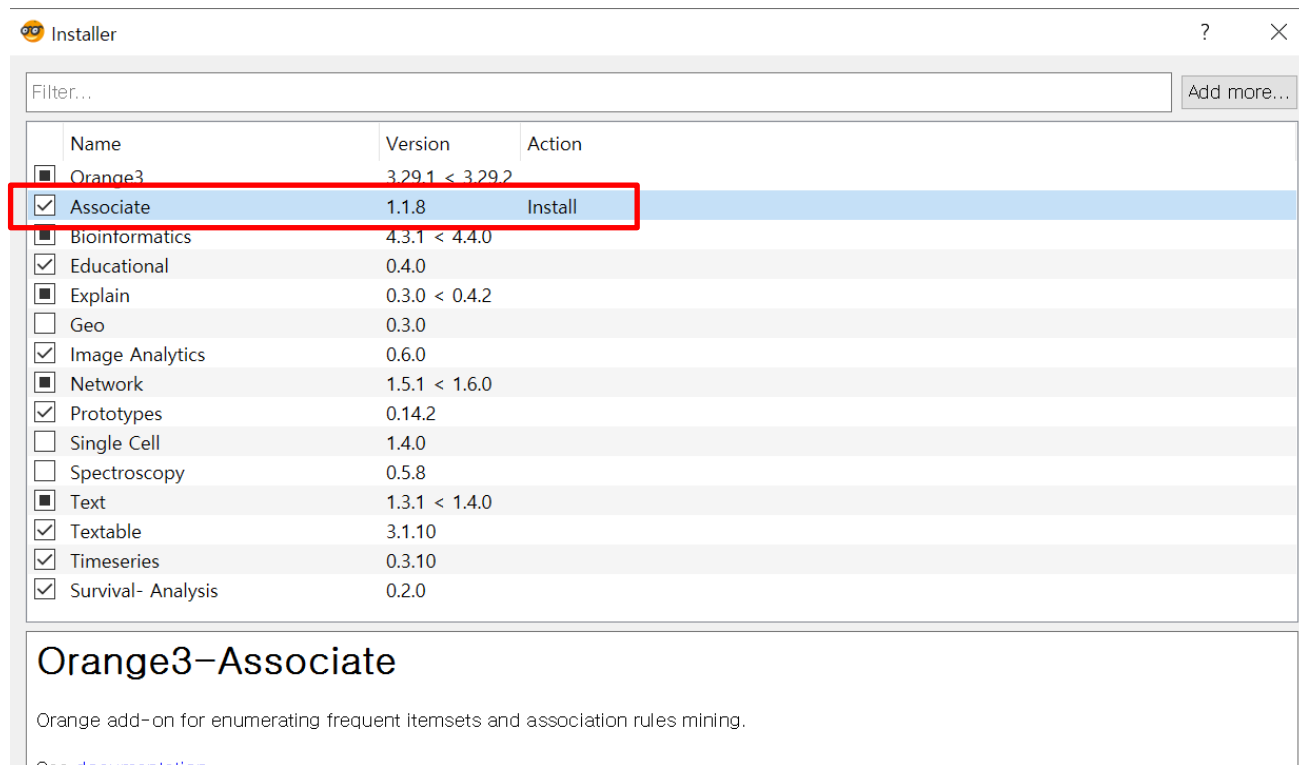 Installer ?
Filter... Add more...
Name Version Action
Orange3 3.29.1 < 3.29.2
Associate 1.1.8 Install
Bioinformatics 4.3.1 < 4.4.0
Educational 0.4.0
Explain 0.3.0 < 0.4.2
Geo 0.3.0
Image Analytics 0.6.0
Network 1.5.1 < 1.6.0
Prototypes 0.14.2
Single Cell 1.4.0
Spectroscopy 0.5.8
Text 1.3.1 < 1.4.0
Textable 3.1.10
Timeseries 0.3.10
Survival- Analysis 0.2.0
Orange3-Associate
Orange add-on for enumerating frequent itemsets and association rules mining.
See documentation